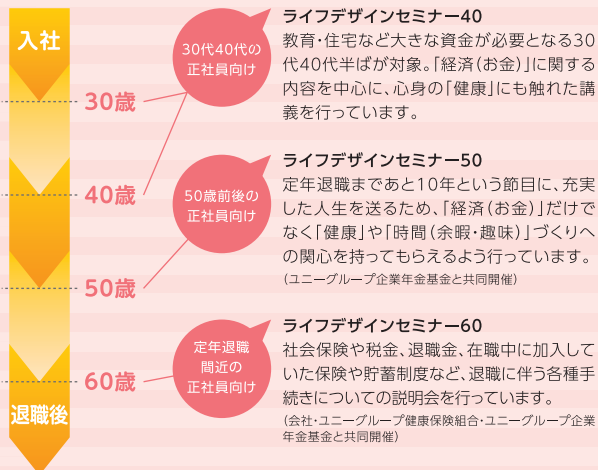 入社
30歳
40歳
50歳
60歳
退職後
30代40代の
正社員向け
ライフデザインセミナー40
教育・住宅など大きな資金が必要となる30
代40代半ばが対象。「経済（お金）」に関する
内容を中心に、心身の「健康」にも触れた講
義を行っています。
50歳前後の
正社員向け
ライフデザインセミナー50
定年退職まであと10年という節目に、充実
した人生を送るため、「経済（お金）」だけで
なく「健康」や「時間（余暇・趣味）」づくりへ
の関心を持ってもらえるよう行っています。
（ユニーグループ企業年金基金と共同開催）
定年退職
間近の
正社員向け
ライフデザインセミナー60
社会保険や税金、退職金、在職中に加入して
いた保険や貯蓄制度など、退職に伴う各種手
続きについての説明会を行っています。
（会社・ユニーグループ健康保険組合・ユニーグループ企業
年金基金と共同開催）